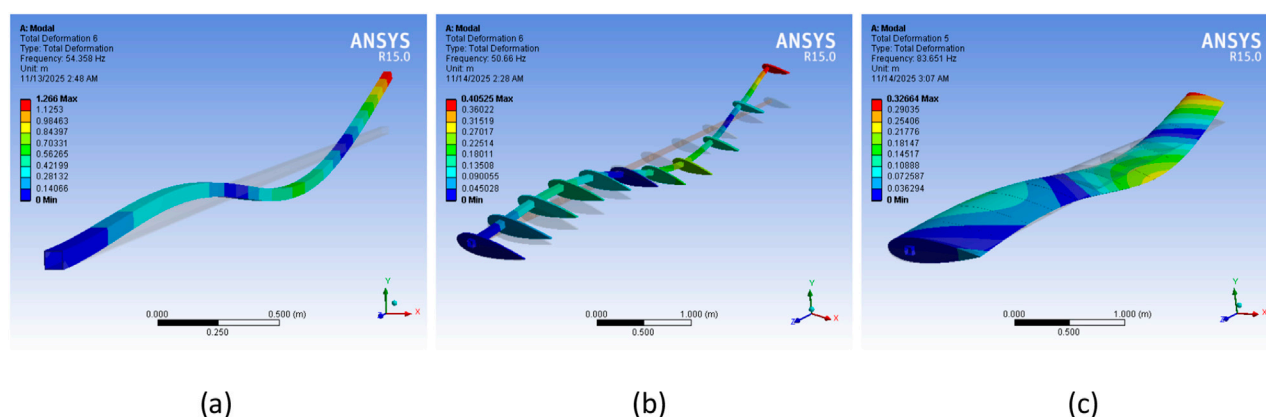 A: Modal
Total Deformation 6
Type: Total Deformation
Frequency: 54.358 Hz
Unit: m
11/13/2025 2:48 AM
ANSYS
R15.0
1.266 Max
1.1253
0.98463
0.84397
0.70331
0.56265
0.42199
0.28132
0.14066
0 Min
Y
X
Z
0.000 0.500 (m)
0.250
A: Modal
Total Deformation 6
Type: Total Deformation
Frequency: 50.66 Hz
Unit: m
11/14/2025 2:28 AM
ANSYS
R15.0
0.40525 Max
0.36022
0.31519
0.27017
0.22514
0.18011
0.13508
0.090055
0.045028
0 Min
Y
Z
X
0.000 1.000 (m)
0.500
A: Modal
Total Deformation 5
Type: Total Deformation
Frequency: 83.651 Hz
Unit: m
11/14/2025 3:07 AM
ANSYS
R15.0
0.32664 Max
0.29035
0.25406
0.21776
0.18147
0.14517
0.10888
0.072587
0.036294
0 Min
Y
Z
X
0.000 1.000 (m)
0.500
(a) (b) (c)